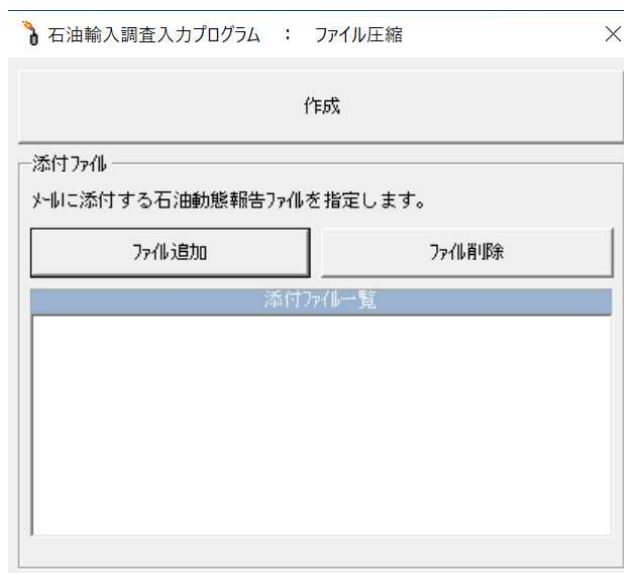 石油輸入調査入力プログラム ： ファイル圧縮
作成
添付ファイル
メールに添付する石油動態報告ファイルを指定します。
ファイル追加 ファイル削除
添付ファイル一覧